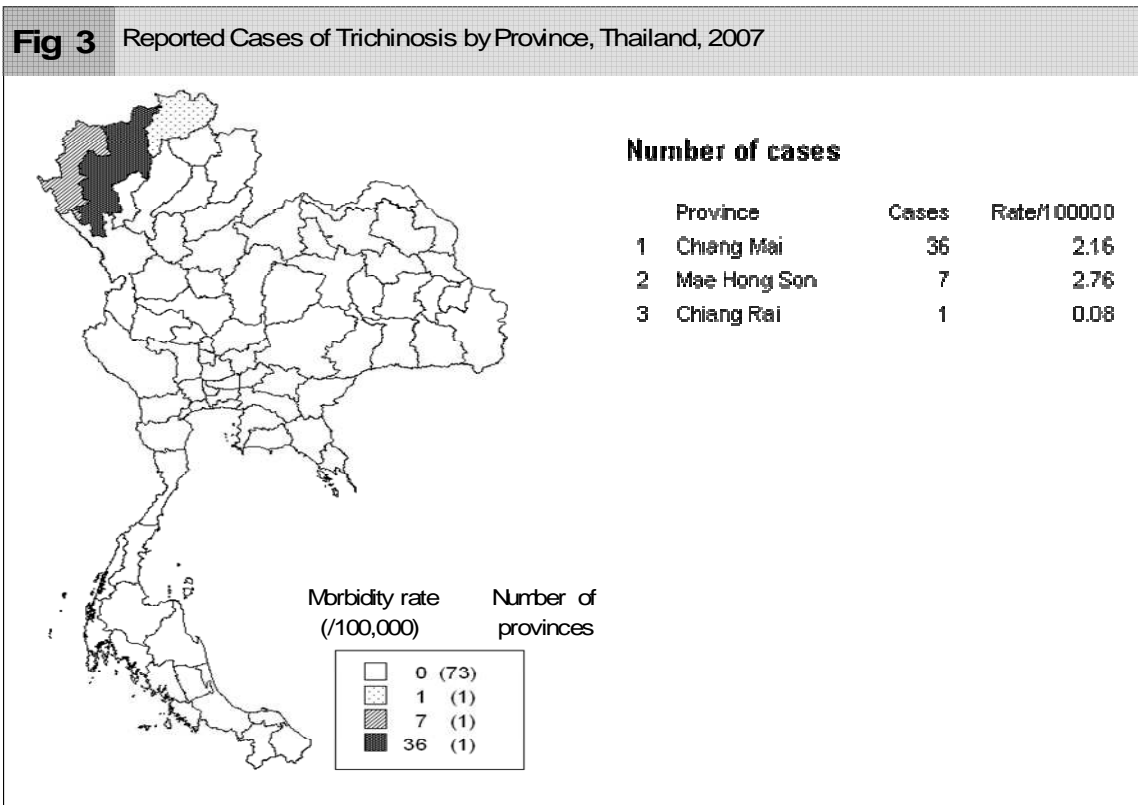 Fig 3 Reported Cases of Trichinosis by Province, Thailand, 2007
Number of cases
Province Cases Rate/100000
1 Chiang Mai 36 2.16
2 Mae Hong Son 7 2.76
3 Chiang Rai 1 0.08
Morbidity rate Number of
(/100,000) provinces
0 (73)
1 (1)
7 (1)
36 (1)